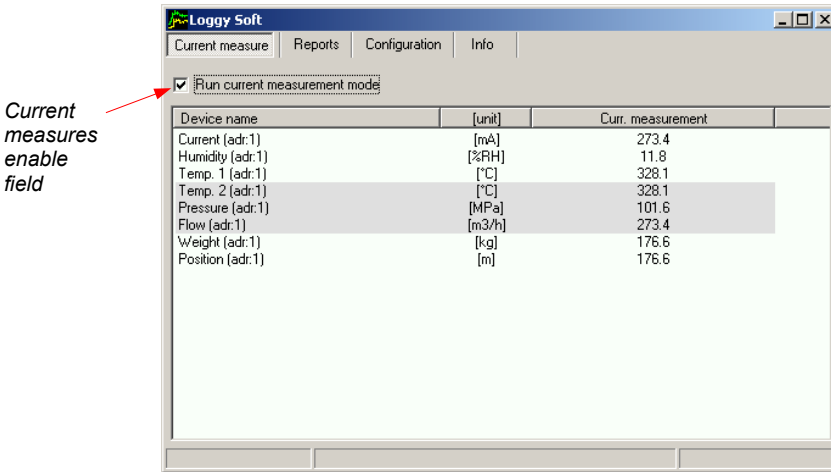 Loggy Soft
Current measure Reports Configuration Info
Run current measurement mode
Current
measures
enable
field
Device name [unit] Curr. measurement
Current (adr:1) [mA] 273.4
Humidity (adr:1) [%RH] 11.8
Temp. 1 (adr:1) [°C] 328.1
Temp. 2 (adr:1) [°C] 328.1
Pressure (adr:1) [MPa] 101.6
Flow (adr:1) [m3/h] 273.4
Weight (adr:1) [kg] 176.6
Position (adr:1) [m] 176.6